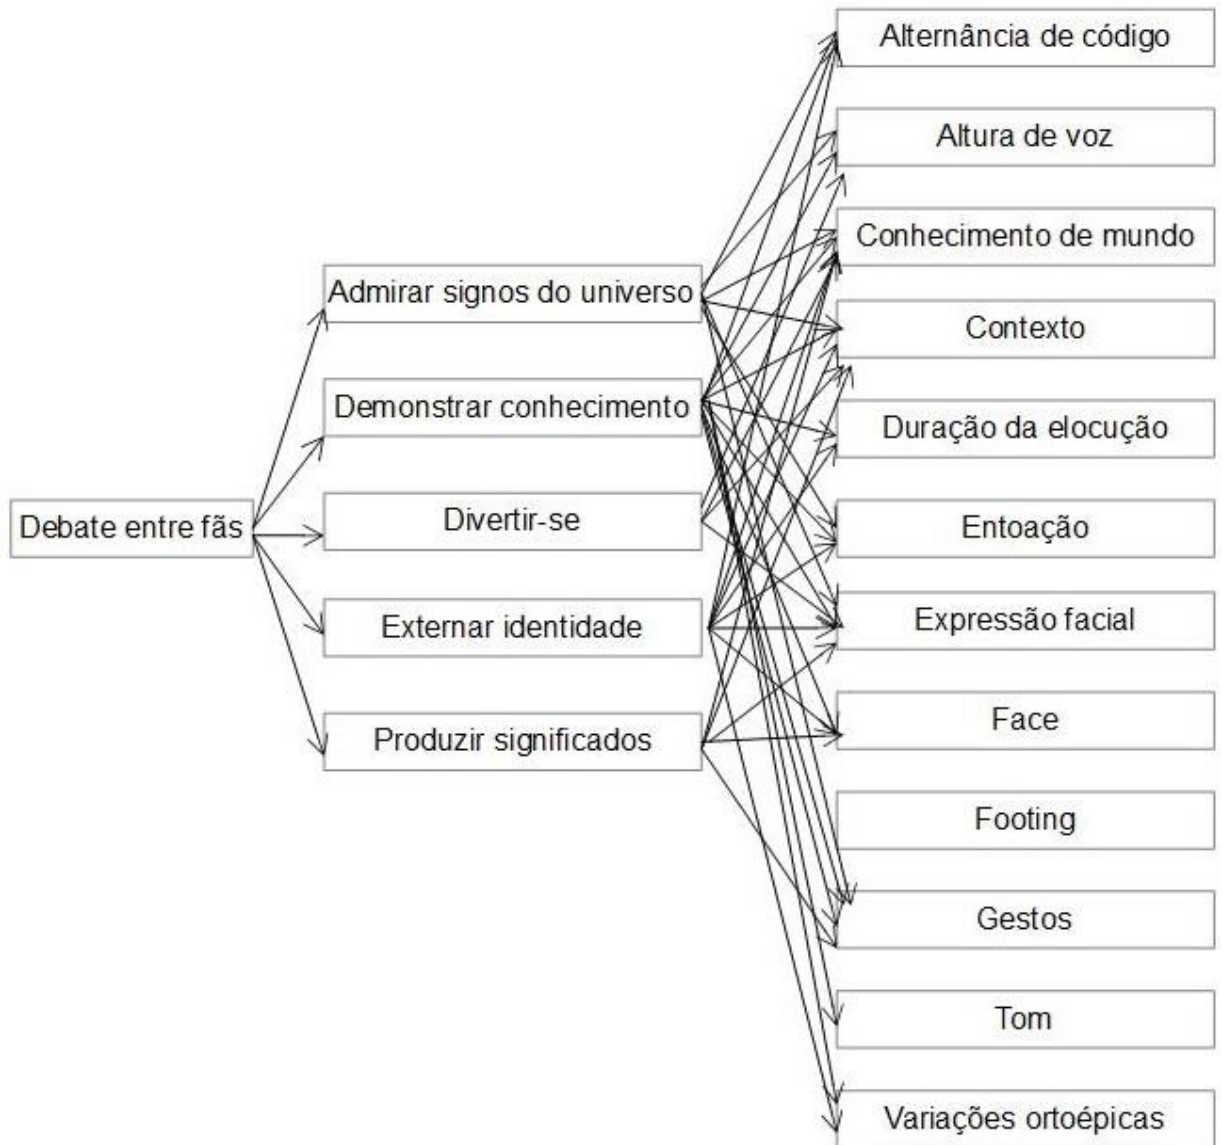 Debate entre fãs
Admirar signos do universo
Demonstrar conhecimento
Divertir-se
Externar identidade
Produzir significados
Alternância de código
Altura de voz
Conhecimento de mundo
Contexto
Duração da elocução
Entoação
Expressão facial
Face
Footing
Gestos
Tom
Variações ortoépicas